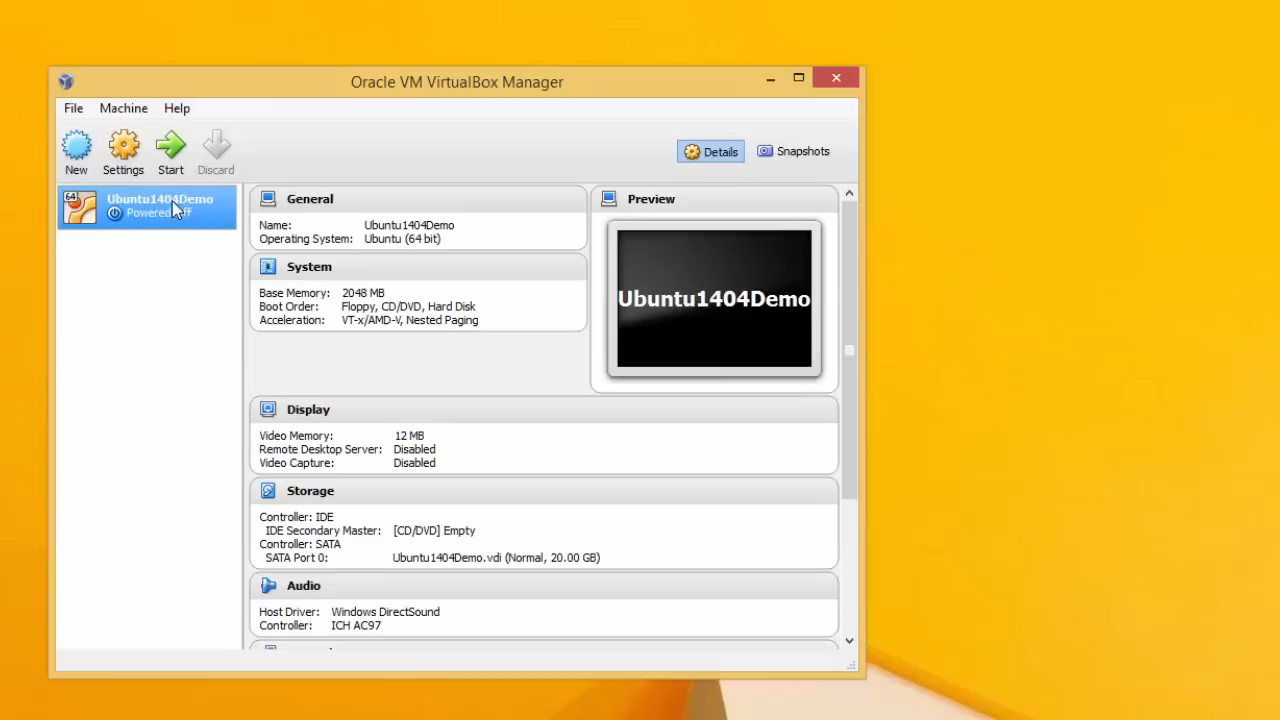 Oracle VM VirtualBox Manager
File Machine Help
New Settings Start Discard
Details Snapshots
64
Ubuntu1404Demo
Powered Off
General
Name: Ubuntu1404Demo
Operating System: Ubuntu (64 bit)
System
Base Memory: 2048 MB
Boot Order: Floppy, CD/DVD, Hard Disk
Acceleration: VT-x/AMD-V, Nested Paging
Preview
Ubuntu1404Demo
Display
Video Memory: 12 MB
Remote Desktop Server: Disabled
Video Capture: Disabled
Storage
Controller: IDE
IDE Secondary Master: [CD/DVD] Empty
Controller: SATA
SATA Port 0: Ubuntu1404Demo.vdi (Normal, 20.00 GB)
Audio
Host Driver: Windows DirectSound
Controller: ICH AC97